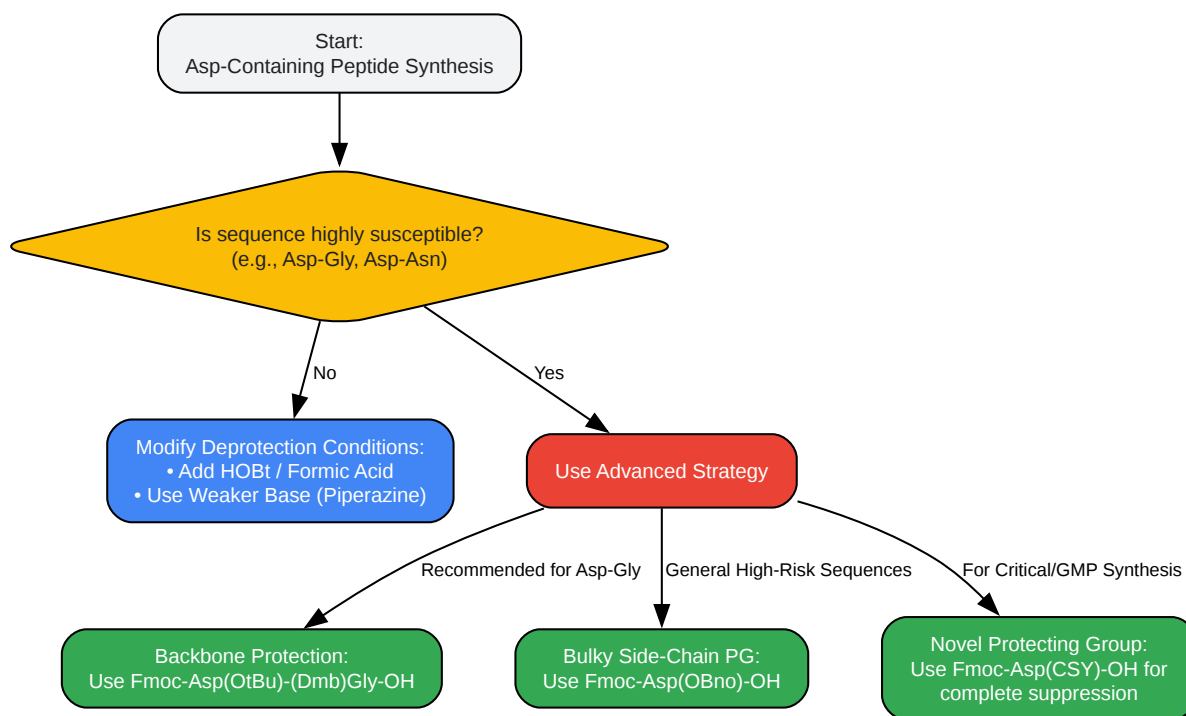 Start:
Asp-Containing Peptide Synthesis
Is sequence highly susceptible?
(e.g., Asp-Gly, Asp-Asn)
No
Yes
Modify Deprotection Conditions:
• Add HOBt / Formic Acid
• Use Weaker Base (Piperazine)
Use Advanced Strategy
Recommended for Asp-Gly
General High-Risk Sequences
For Critical/GMP Synthesis
Backbone Protection:
Use Fmoc-Asp(OtBu)-(Dmb)Gly-OH
Bulky Side-Chain PG:
Use Fmoc-Asp(OBno)-OH
Novel Protecting Group:
Use Fmoc-Asp(CSY)-OH for
complete suppression